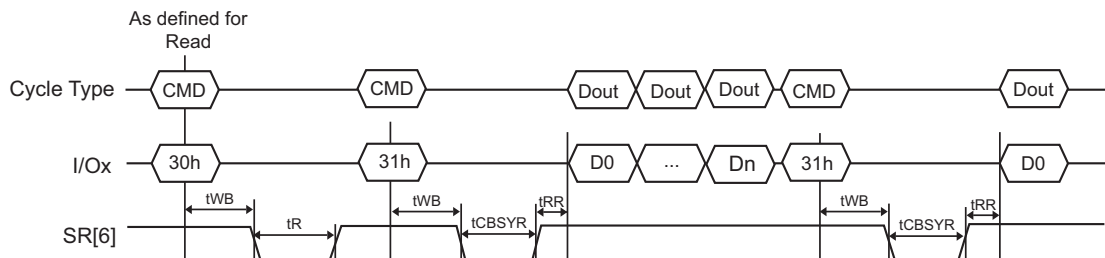 As defined for
Read
Cycle Type CMD CMD Dout Dout Dout CMD Dout
I/Ox 30h 31h D0 ... Dn 31h D0
tWB tR tWB tCBSYR tRR tWB tCBSYR tRR
SR[6]